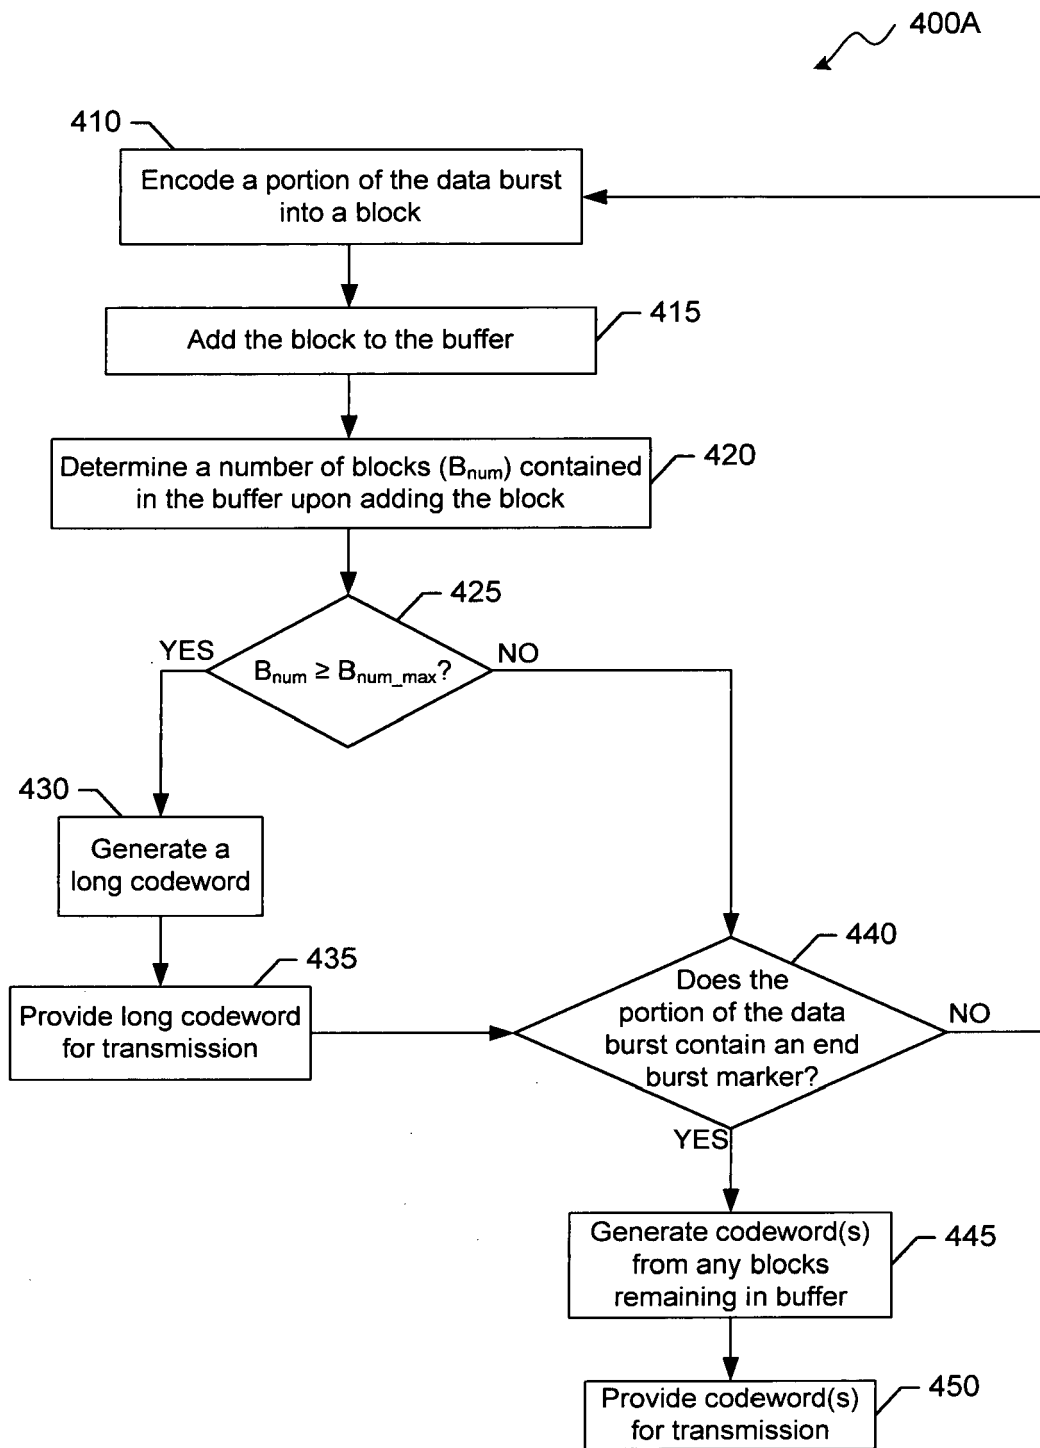 400A
410
Encode a portion of the data burst
into a block
415
Add the block to the buffer
420
Determine a number of blocks (Bnum) contained
in the buffer upon adding the block
425
YES
NO
Bnum ≥ Bnum_max?
430
Generate a
long codeword
435
Provide long codeword
for transmission
440
Does the
portion of the data
burst contain an end
burst marker?
NO
YES
445
Generate codeword(s)
from any blocks
remaining in buffer
450
Provide codeword(s)
for transmission